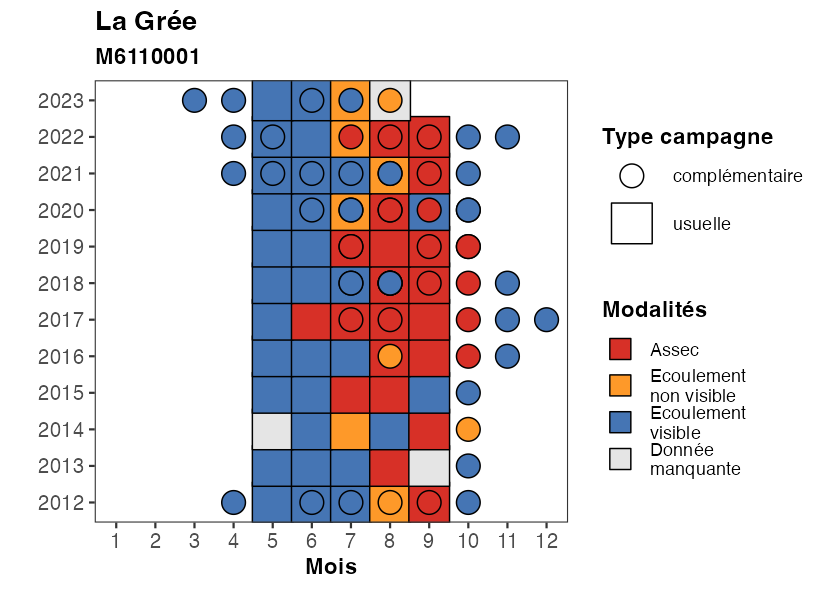 La Grée
M6110001
2023
2022
2021
2020
2019
2018
2017
2016
2015
2014
2013
2012
1 2 3 4 5 6 7 8 9 10 11 12
Mois
Type campagne
complémentaire
usuelle
Modalités
Assec
Ecoulement
non visible
Ecoulement
visible
Donnée
manquante